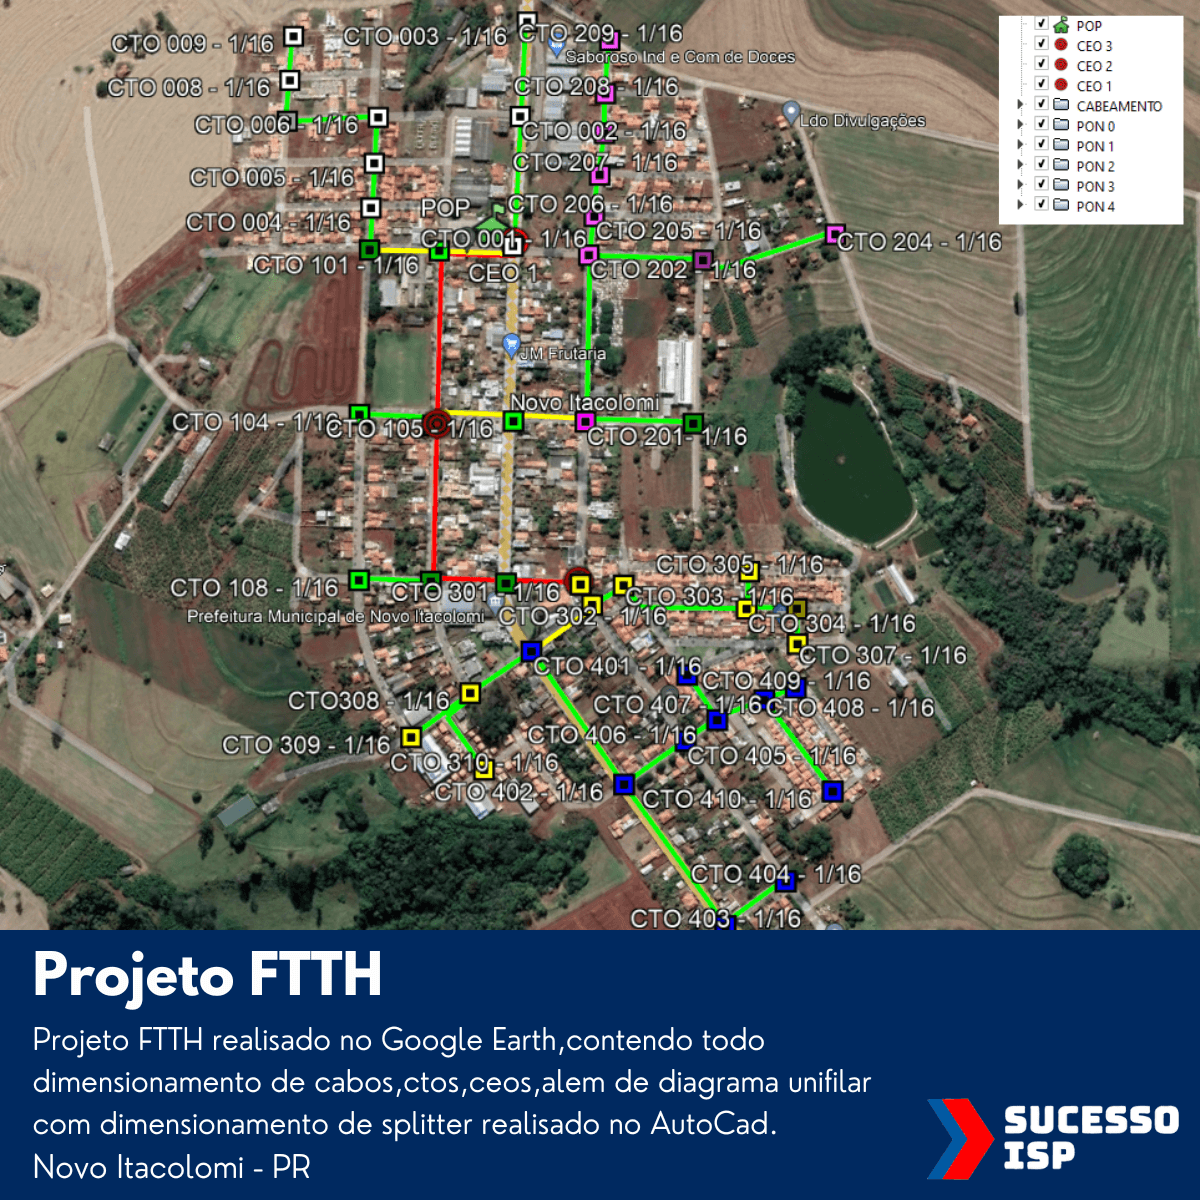 CTO 009 - 1/16
CTO 003 - 1/16
CTO 209 - 1/16
Saboroso Ind e Com de Doces
CTO 008 - 1/16
CTO 208 - 1/16
CTO 006 - 1/16
CTO 002 - 1/16
Ldo Divulgações
CTO 005 - 1/16
CTO 207 - 1/16
CTO 004 - 1/16
POP
CTO 206 - 1/16
CTO 001 - 1/16
CTO 205 - 1/16
CTO 204 - 1/16
CTO 101 - 1/16
CEO 1
CTO 202 - 1/16
JM Frutaria
Novo Itacolomi
CTO 104 - 1/16
CTO 105 - 1/16
CTO 201 - 1/16
CTO 305 - 1/16
CTO 108 - 1/16
CTO 301 - 1/16
CTO 303 - 1/16
Prefeitura Municipal de Novo Itacolomi
CTO 302 - 1/16
CTO 304 - 1/16
CTO 307 - 1/16
CTO 401 - 1/16
CTO 409 - 1/16
CTO308 - 1/16
CTO 407 - 1/16
CTO 408 - 1/16
CTO 309 - 1/16
CTO 406 - 1/16
CTO 405 - 1/16
CTO 310 - 1/16
CTO 402 - 1/16
CTO 410 - 1/16
CTO 404 - 1/16
CTO 403 - 1/16
POP
CEO 3
CEO 2
CEO 1
CABEAMENTO
PON 0
PON 1
PON 2
PON 3
PON 4
Projeto FTTH
Projeto FTTH realisado no Google Earth,contendo todo
dimensionamento de cabos,ctos,ceos,alem de diagrama unifilar
com dimensionamento de splitter realisado no AutoCad.
Novo Itacolomi - PR
SUCESSO
ISP